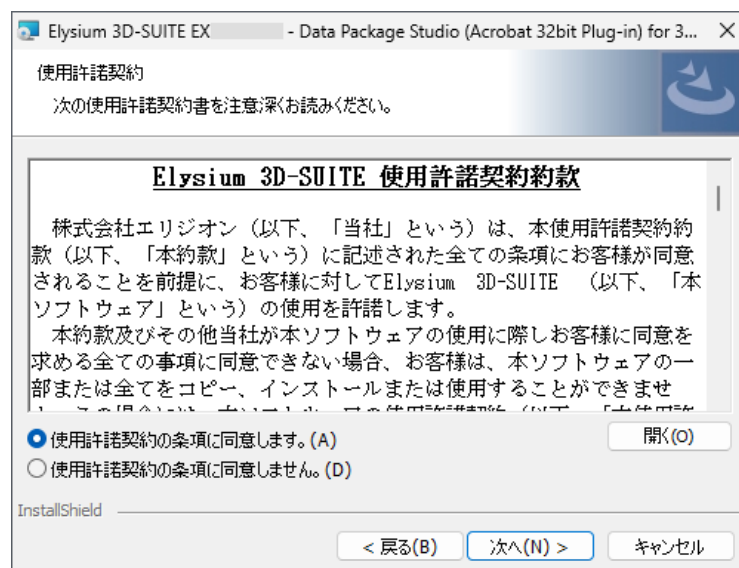 Elysium 3D-SUITE EX - Data Package Studio (Acrobat 32bit Plug-in) for 3...
使用許諾契約
次の使用許諾契約書を注意深くお読みください。
Elysium 3D-SUITE 使用許諾契約約款
株式会社エリジオン（以下、「当社」という）は、本使用許諾契約約
款（以下、「本約款」という）に記述された全ての条項にお客様が同意
されることを前提に、お客様に対してElysium 3D-SUITE （以下、「本
ソフトウェア」という）の使用を許諾します。
本約款及びその他当社が本ソフトウェアの使用に際しお客様に同意を
求める全ての事項に同意できない場合、お客様は、本ソフトウェアの一
部または全てをコピー、インストールまたは使用することができませ
使用許諾契約の条項に同意します。(A)
開く(O)
使用許諾契約の条項に同意しません。(D)
InstallShield
< 戻る(B)
次へ(N) >
キャンセル